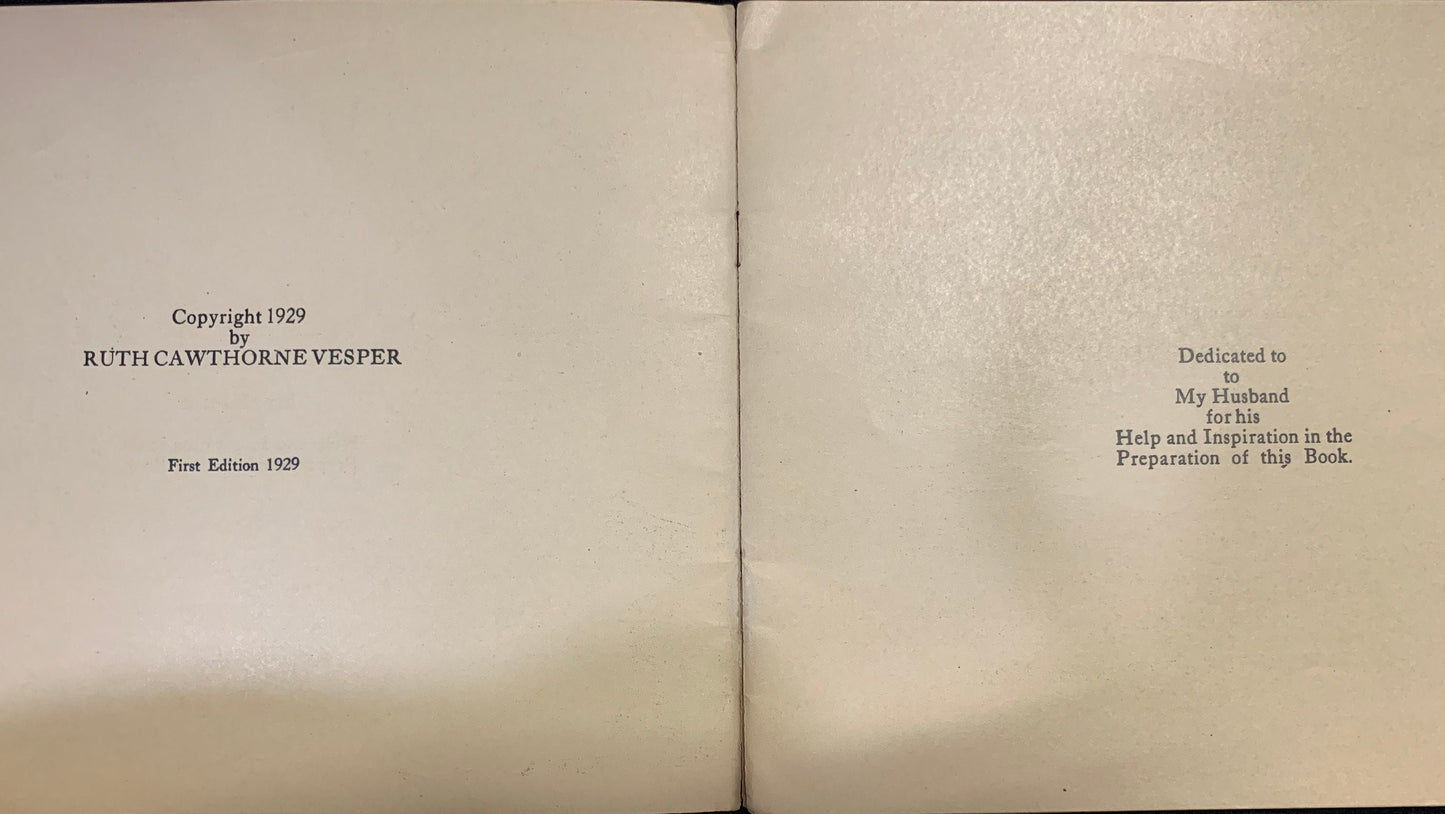 Copyright 1929
by
RUTH CAWTHORNE VESPER
First Edition 1929
Dedicated to
to
My Husband
for his
Help and Inspiration in the
Preparation of this Book.